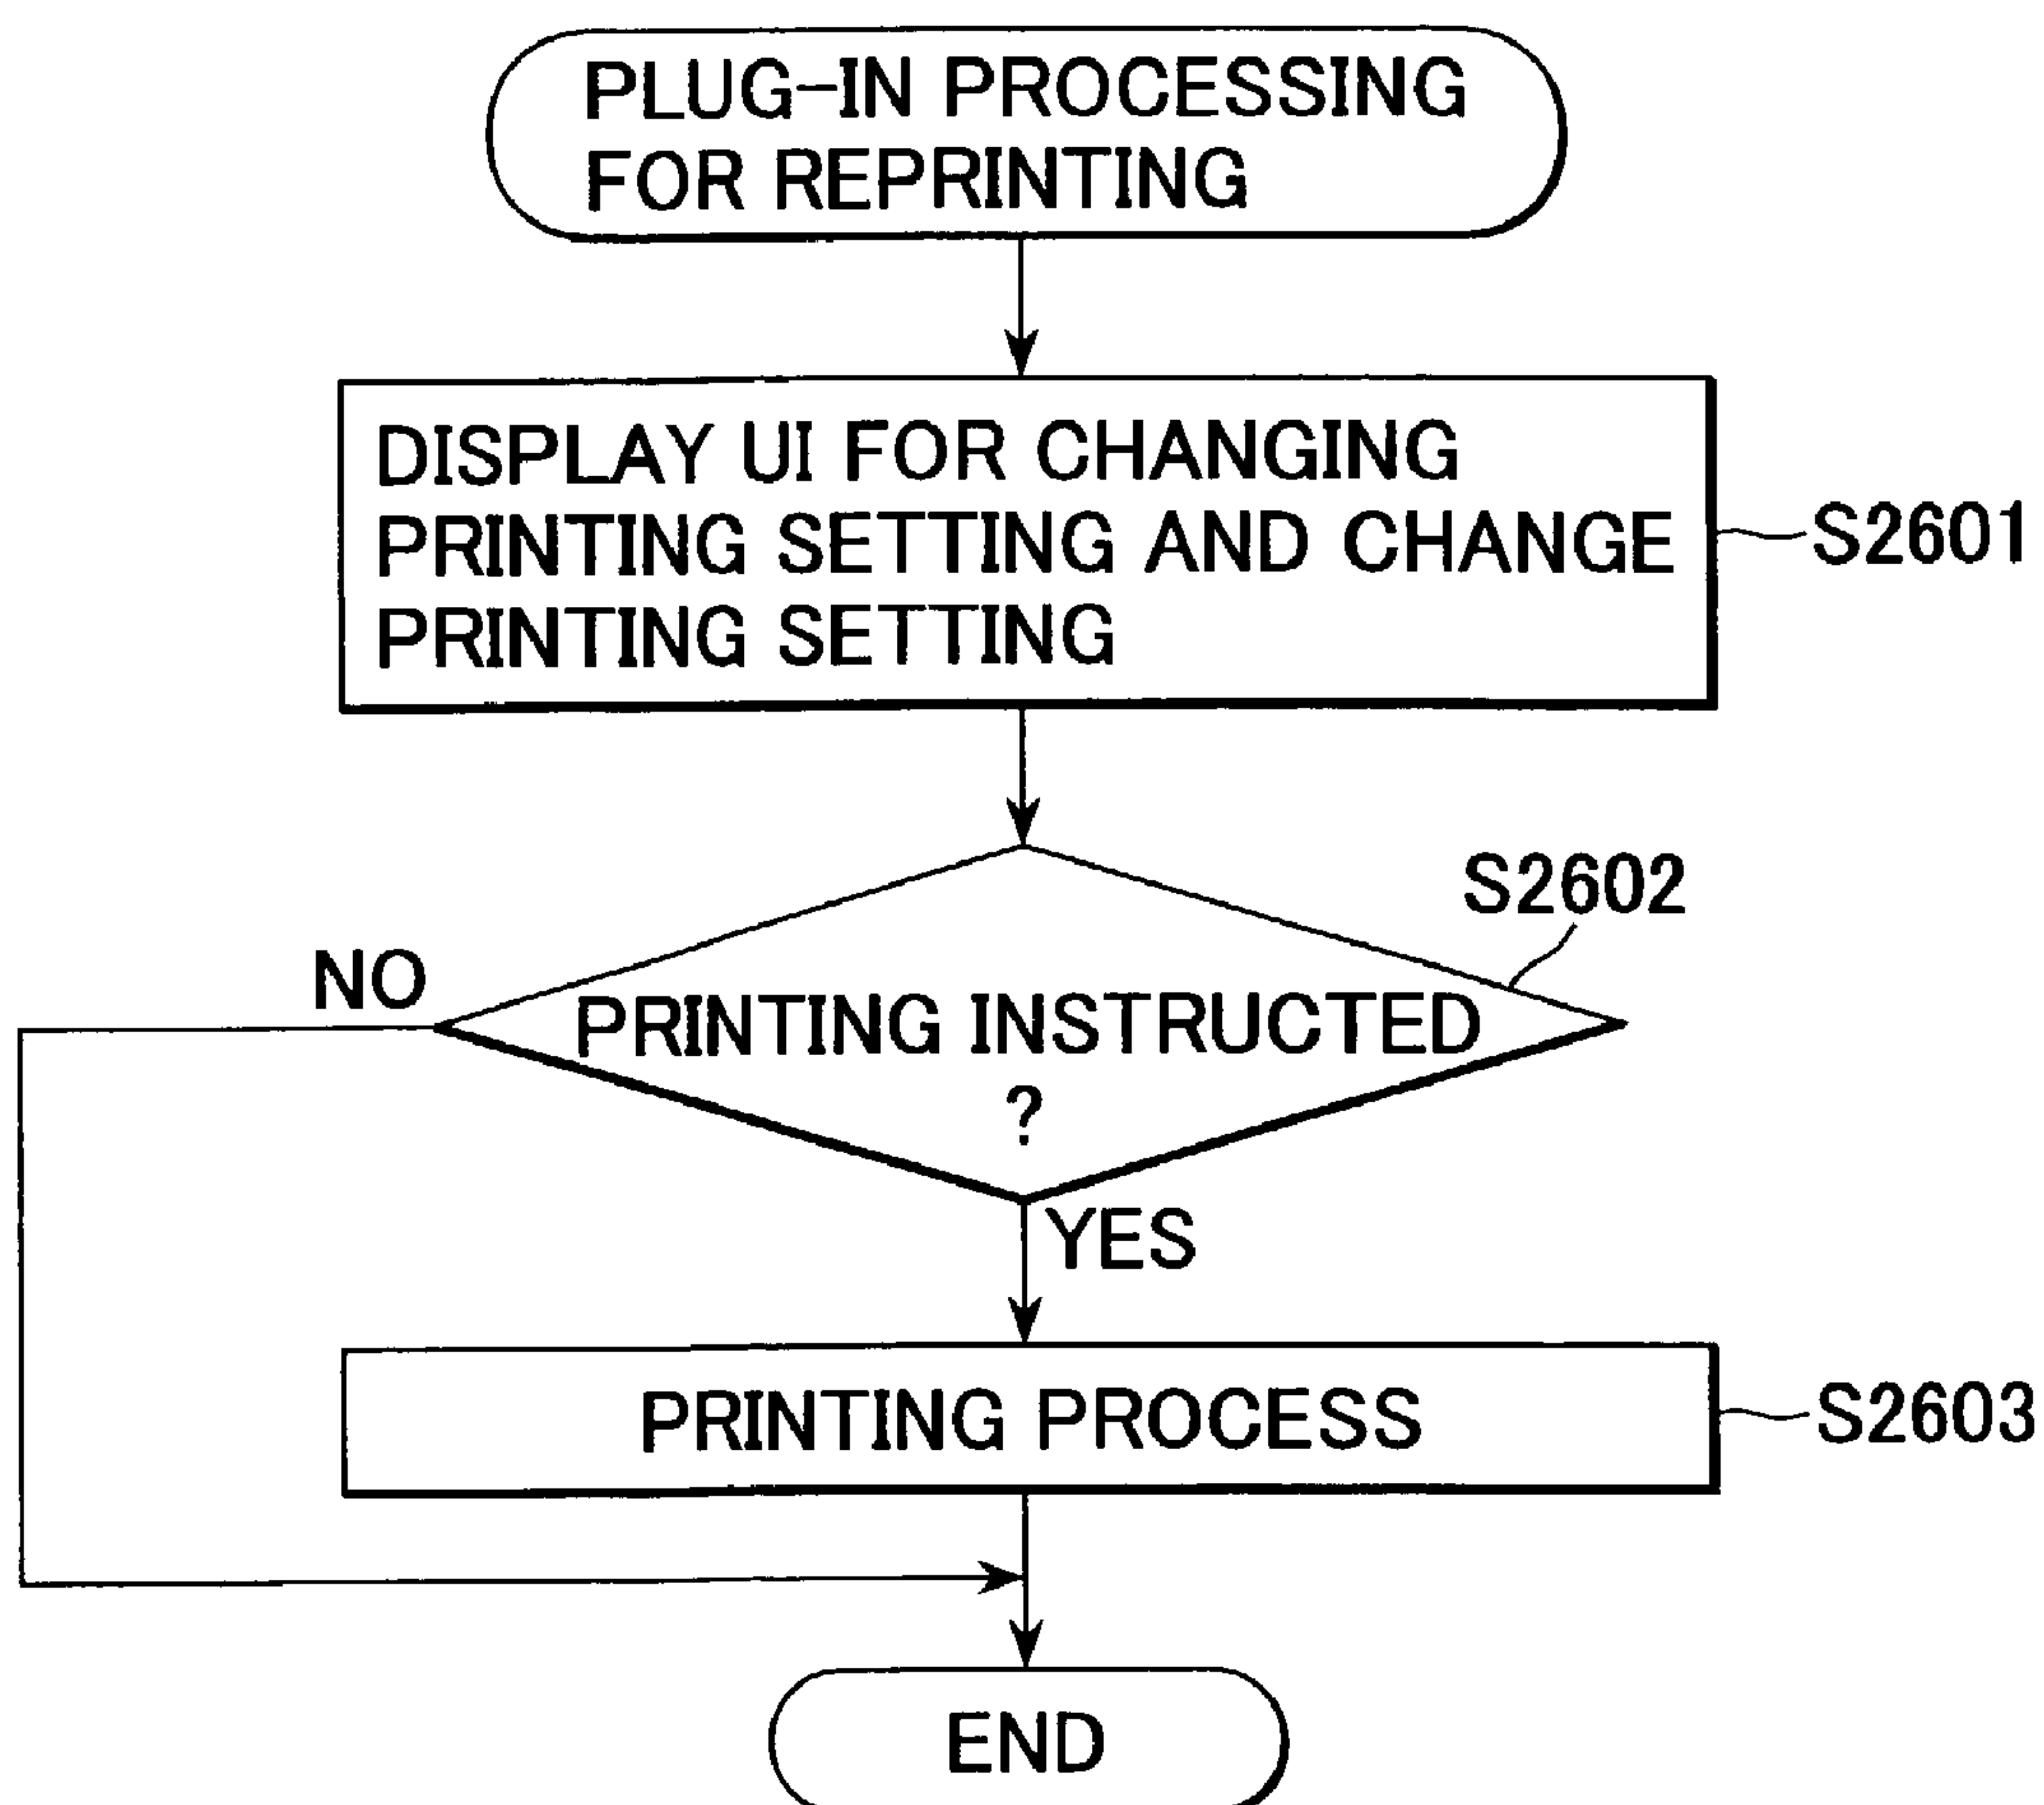 PLUG-IN PROCESSING
FOR REPRINTING
DISPLAY UI FOR CHANGING
PRINTING SETTING AND CHANGE
PRINTING SETTING
S2601
S2602
NO
PRINTING INSTRUCTED
?
YES
PRINTING PROCESS
S2603
END